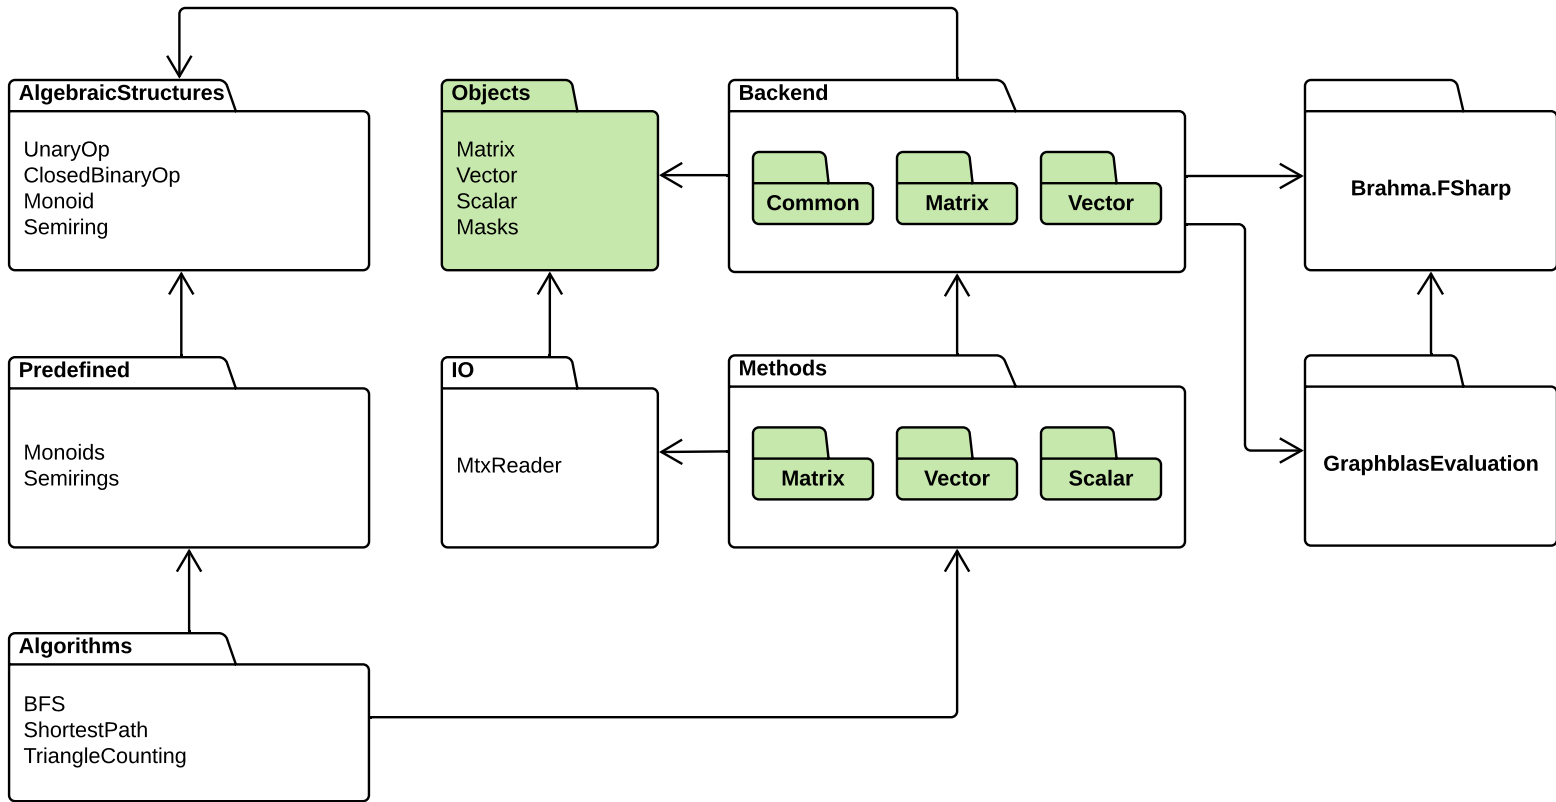 AlgebraicStructures
UnaryOp
ClosedBinaryOp
Monoid
Semiring
Objects
Matrix
Vector
Scalar
Masks
Backend
Common
Matrix
Vector
Brahma.FSharp
Predefined
Monoids
Semirings
IO
MtxReader
Methods
Matrix
Vector
Scalar
GraphblasEvaluation
Algorithms
BFS
ShortestPath
TriangleCounting